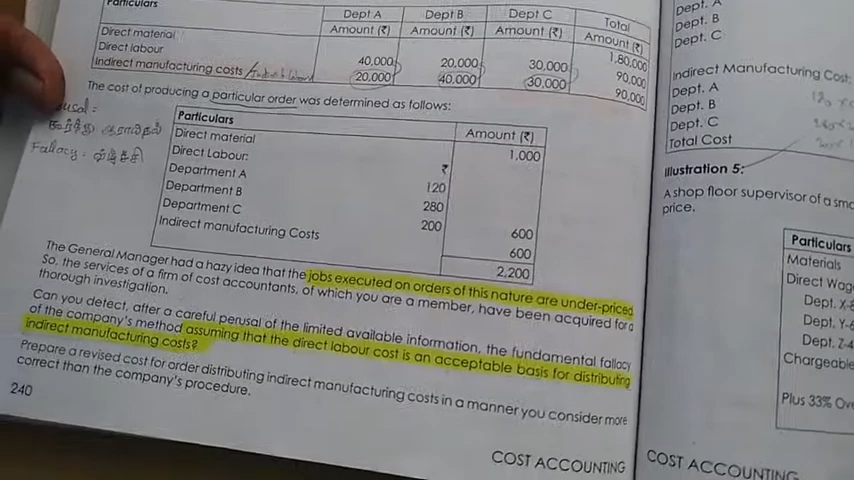 Particulars
Dept A
Dept B
Dept C
Total
Amount (₹)
Amount (₹)
Amount (₹)
Amount (₹)
Direct material
1,80,000
Direct labour
40,000
20,000
30,000
90,000
Indirect manufacturing costs
20,000
40,000
30,000
90,000
The cost of producing a particular order was determined as follows:
Particulars
Amount (₹)
Direct material
1,000
Direct Labour:
₹
Department A
120
Department B
280
Department C
200
600
Indirect manufacturing Costs
600
2,200
Fallacy:
The General Manager had a hazy idea that the jobs executed on orders of this nature are under-priced
So, the services of a firm of cost accountants, of which you are a member, have been acquired for a
thorough investigation.
Can you detect, after a careful perusal of the limited available information, the fundamental fallacy
of the company's method assuming that the direct labour cost is an acceptable basis for distributing
indirect manufacturing costs?
Prepare a revised cost for order distributing indirect manufacturing costs in a manner you consider more
correct than the company's procedure.
240
COST ACCOUNTING
Dept. A
Dept. B
Dept. C
Indirect Manufacturing Cost:
Dept. A
Dept. B
Dept. C
Total Cost
Illustration 5:
A shop floor supervisor of a
price.
Particulars
Materials
Direct
Dept.
Dept.
Dept.
Plus 33%
COST ACCOUNTING